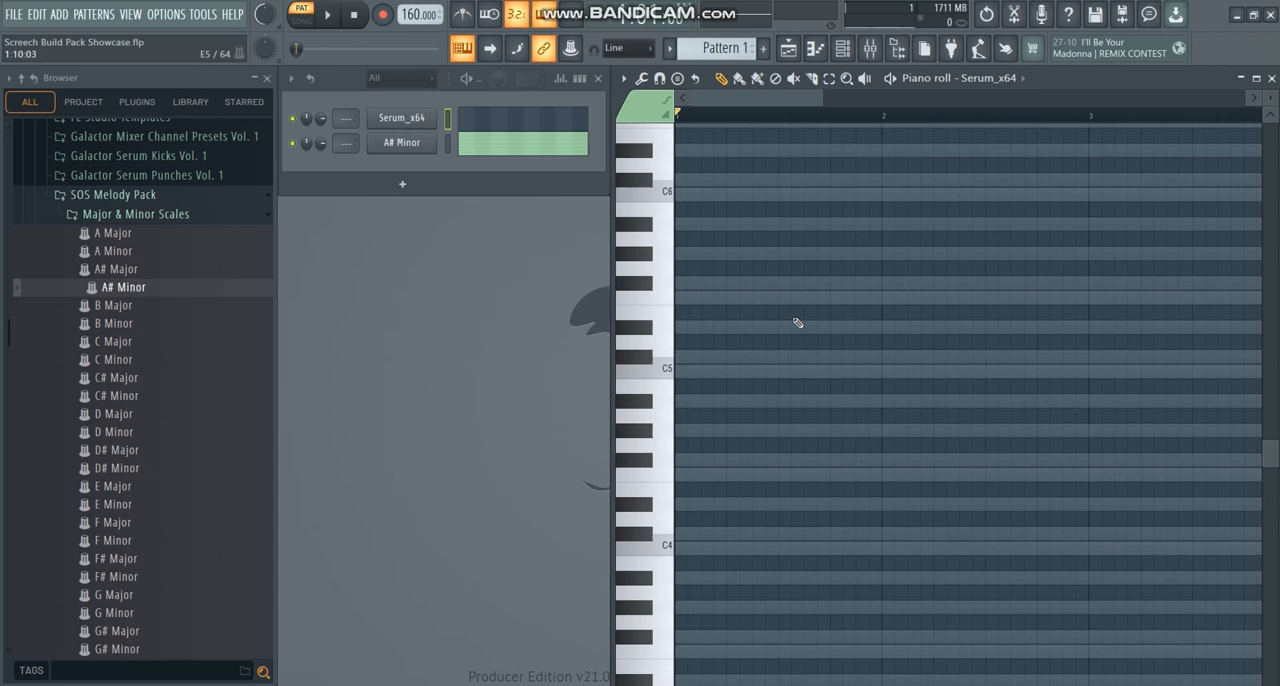 FILE EDIT ADD PATTERNS VIEW OPTIONS TOOLS HELP
Screech Build Pack Showcase.flp
1:10:03 E5 / 64
PAT
SONG
160.000
3.2.
www.BANDICAM.com
1
1711 MB
0
Line
Pattern 1
27-10 I'll Be Your
Madonna | REMIX CONTEST
Browser
ALL PROJECT PLUGINS LIBRARY STARRED
FL Studio Templates
Galactor Mixer Channel Presets Vol. 1
Galactor Serum Kicks Vol. 1
Galactor Serum Punches Vol. 1
SOS Melody Pack
Major & Minor Scales
A Major
A Minor
A# Major
A# Minor
B Major
B Minor
C Major
C Minor
C# Major
C# Minor
D Major
D Minor
D# Major
D# Minor
E Major
E Minor
F Major
F Minor
F# Major
F# Minor
G Major
G Minor
G# Major
G# Minor
TAGS
All
--- Serum_x64
--- A# Minor
+
Producer Edition v21.0
Piano roll - Serum_x64
1 2 3
C6
C5
C4